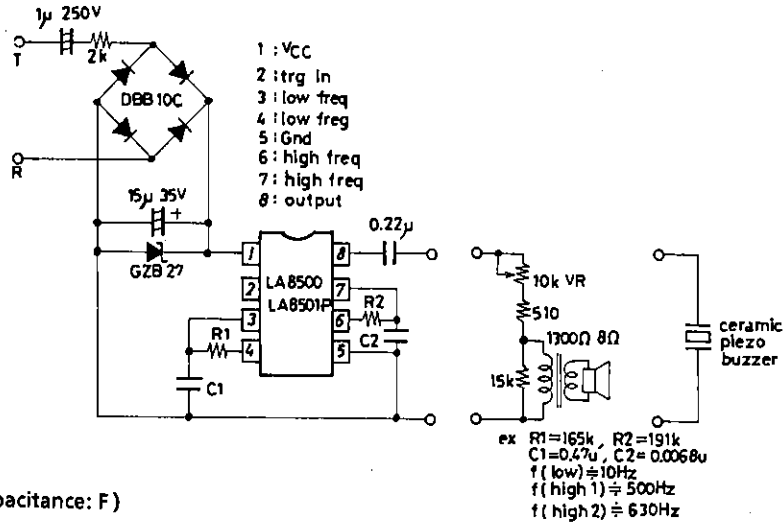 1μ 250V
T
2k
DBB10C
R
1 : VCC
2 : trg in
3 : low freq
4 : low freg
5 : Gnd
6 : high freq
7 : high freq
8 : output
15μ 35V
+
GZB 27
0.22μ
1
2
3
4
LA8500
LA8501P
8
7
6
5
R1
R2
C1
C2
10k VR
510
1300Ω 8Ω
15k
ceramic
piezo
buzzer
ex R1=165k, R2=191k
C1=0.47u, C2=0.0068u
f(low)≑10Hz
f(high 1)≑500Hz
f(high 2)≑630Hz
pacitance: F)